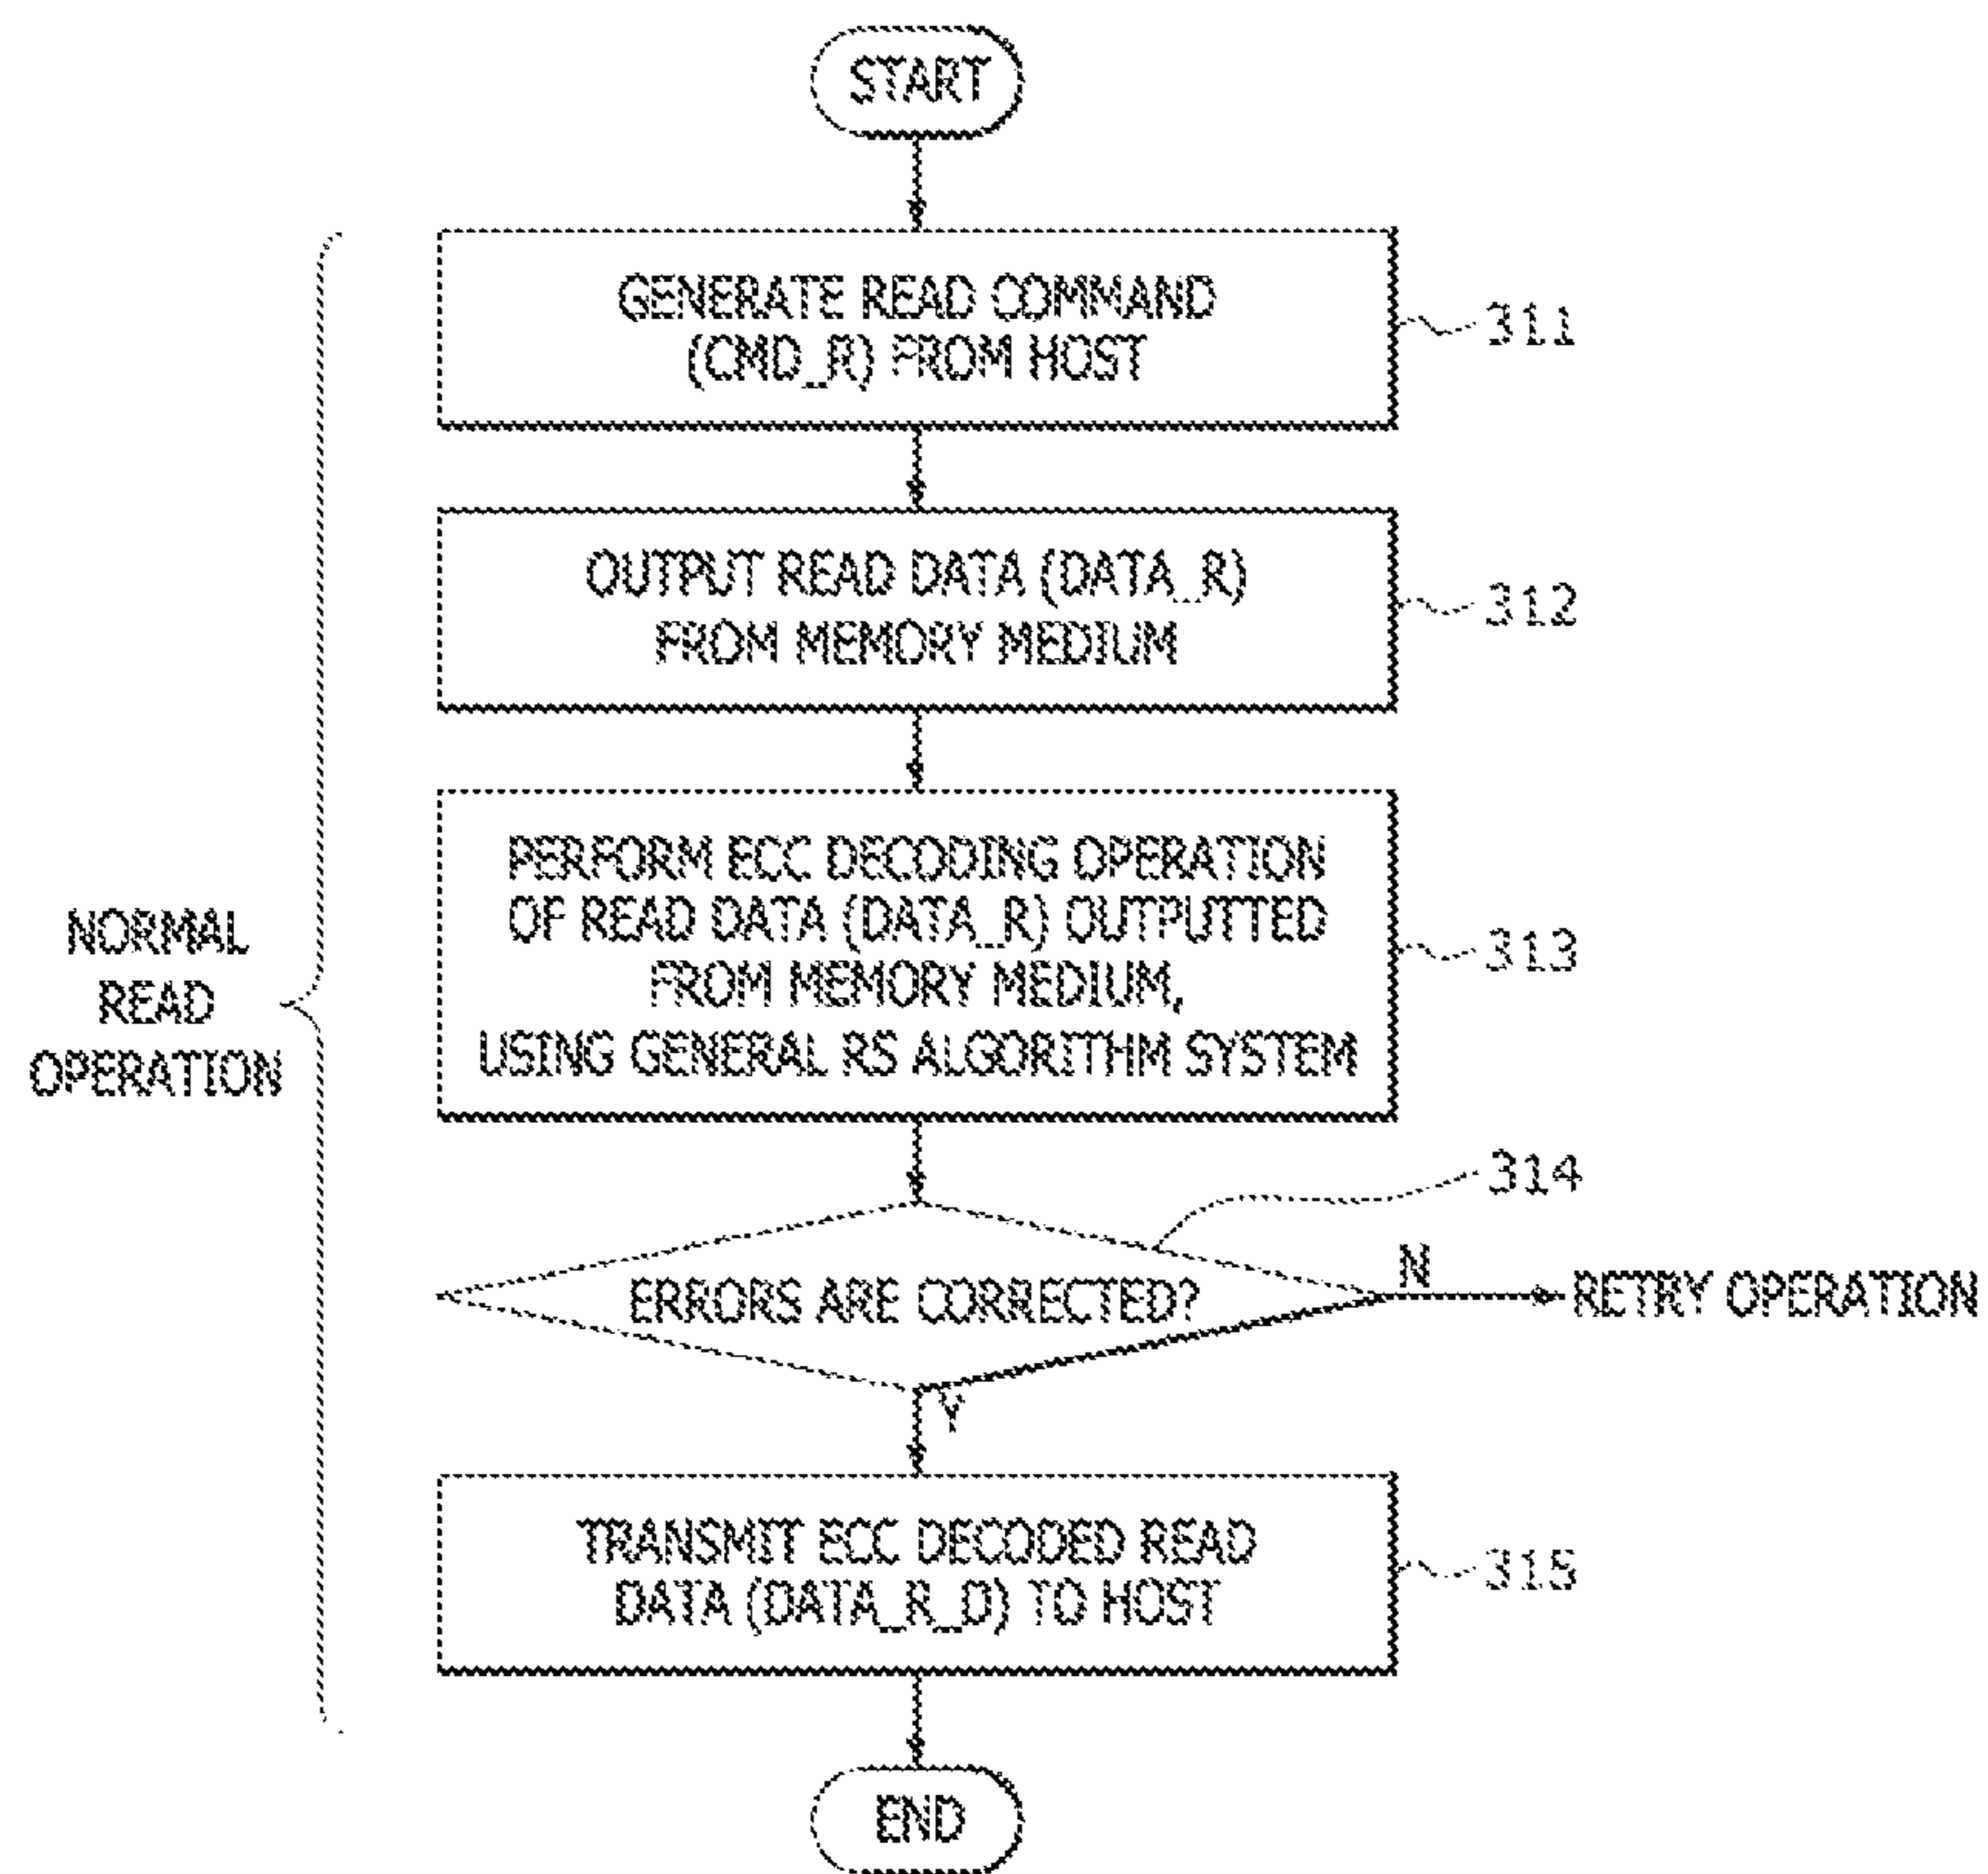 START
GENERATE READ COMMAND
(CMD_R) FROM HOST
311
OUTPUT READ DATA (DATA_R)
FROM MEMORY MEDIUM
312
PERFORM ECC DECODING OPERATION
OF READ DATA (DATA_R) OUTPUTTED
FROM MEMORY MEDIUM,
USING GENERAL RS ALGORITHM SYSTEM
313
NORMAL
READ
OPERATION
314
ERRORS ARE CORRECTED?
N
RETRY OPERATION
Y
TRANSMIT ECC DECODED READ
DATA (DATA_R_D) TO HOST
315
END